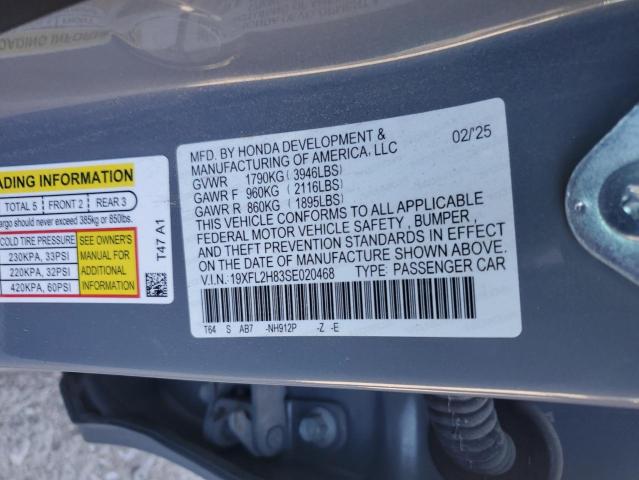 MFD. BY HONDA DEVELOPMENT & 02/'25
MANUFACTURING OF AMERICA, LLC
GVWR 1790KG ( 3946LBS)
GAWR F 960KG ( 2116LBS)
GAWR R 860KG ( 1895LBS)
THIS VEHICLE CONFORMS TO ALL APPLICABLE
FEDERAL MOTOR VEHICLE SAFETY , BUMPER ,
AND THEFT PREVENTION STANDARDS IN EFFECT
ON THE DATE OF MANUFACTURE SHOWN ABOVE.
V.I.N.: 19XFL2H83SE020468 TYPE: PASSENGER CAR
T64 S AB7 -NH912P -Z -E
LOADING INFORM
ADING INFORMATION
TOTAL 5 FRONT 2 REAR 3
argo should never exceed 385kg or 850lbs.
COLD TIRE PRESSURE
230KPA, 33PSI
220KPA, 32PSI
420KPA, 60PSI
SEE OWNER'S
MANUAL FOR
ADDITIONAL
INFORMATION
T47 A1